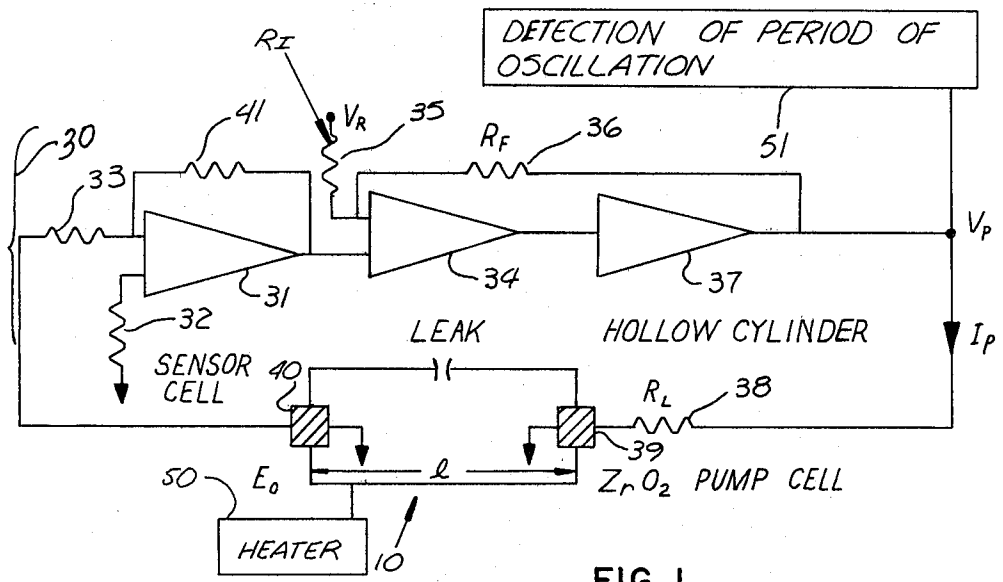 DETECTION OF PERIOD OF
OSCILLATION
RI
VR
30
41
35
RF
36
51
33
VP
31
34
37
32
LEAK
HOLLOW CYLINDER
IP
SENSOR
CELL
40
RL
38
39
50
E0
l
ZrO2 PUMP CELL
HEATER
10
FIG. I